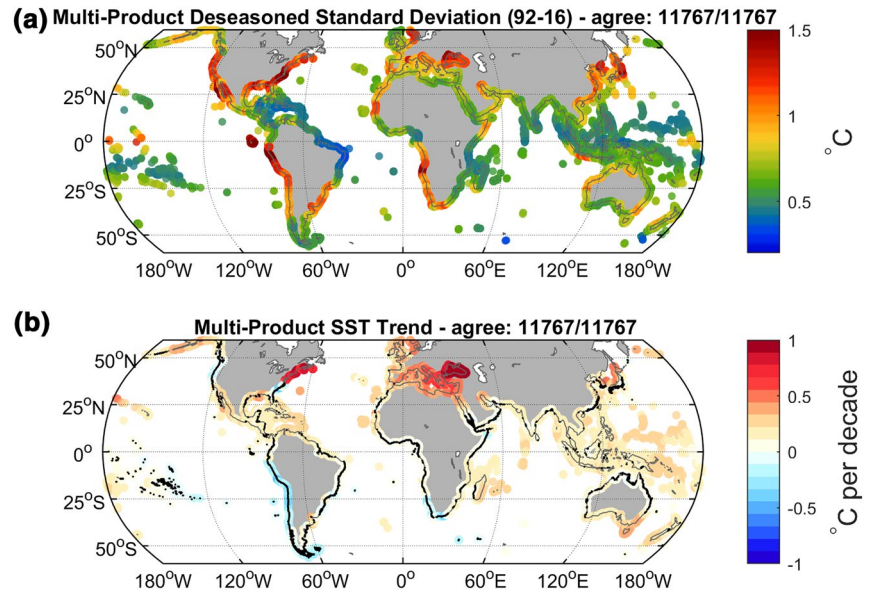 (a) Multi-Product Deseasoned Standard Deviation (92-16) - agree: 11767/11767
50°N
25°N
0°
25°S
50°S
180°W 120°W 60°W 0° 60°E 120°E 180°W
1.5
1
0.5
°C
(b)
Multi-Product SST Trend - agree: 11767/11767
50°N
25°N
0°
25°S
50°S
180°W 120°W 60°W 0° 60°E 120°E 180°W
1
0.5
0
-0.5
-1
°C per decade